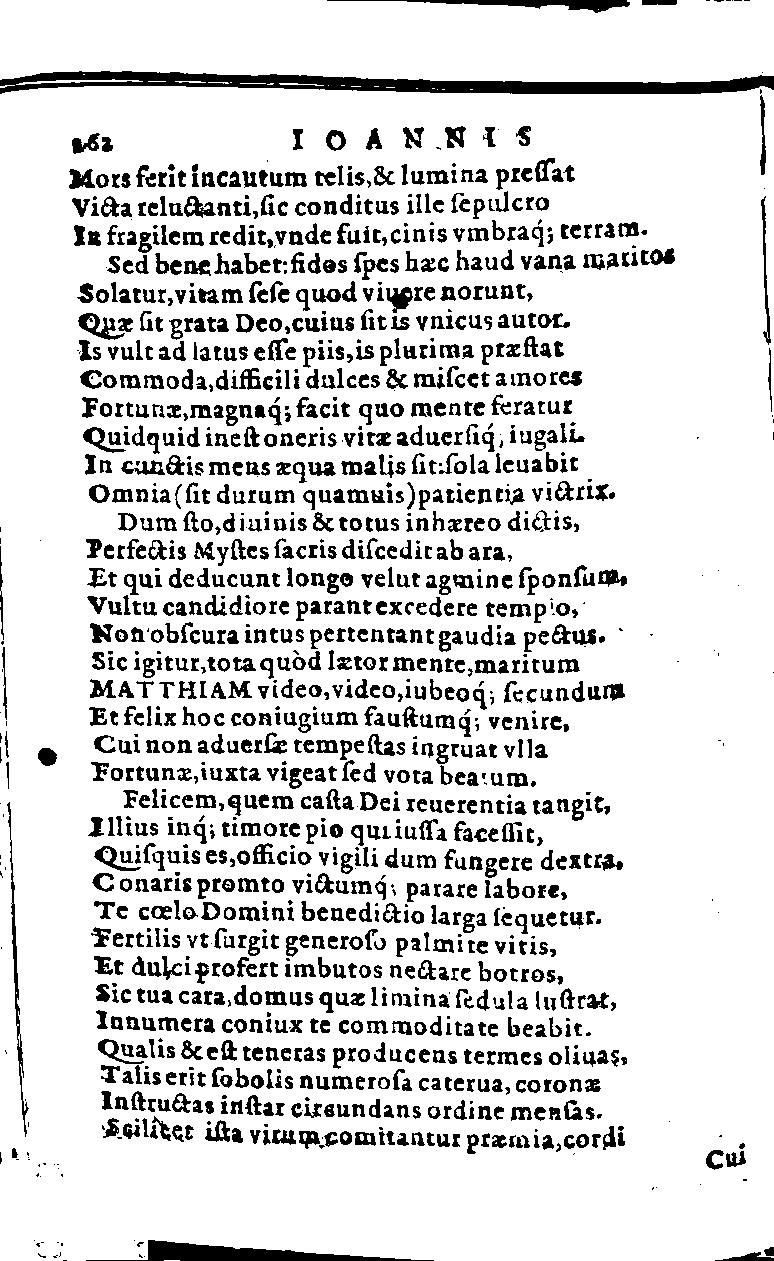 262 IOANNIS
Mors ferit incautum telis,& lumina pressat
Victa reluctanti,sic conditus ille sepulcro
In fragilem redit,vnde fuit,cinis vmbraq́; terram.
Sed bene habet:fidos spes hæc haud vana maritos
Solatur,vitam sese quod viuere norunt,
Quæ sit grata Deo,cuius sit is vnicus autor.
Is vult ad latus esse piis,is plurima præstat
Commoda,difficili dulces & miscet amores
Fortunæ,magnaq́; facit quo mente feratur
Quidquid inest oneris vitæ aduersiq́; iugali.
In cunctis mens æqua malis sit:sola leuabit
Omnia(sit durum quamuis)patientia victrix.
Dum sto,diuinis & totus inhæreo dictis,
Perfectis Mystes sacris discedit ab ara,
Et qui deducunt longo velut agmine sponsum,
Vultu candidiore parant excedere templo,
Non obscura intus pertentant gaudia pectus.
Sic igitur,tota quòd lætor mente,maritum
MATTHIAM video,video,iubeoq́; secundum
Et felix hoc coniugium faustumq́; venire,
Cui non aduersæ tempestas ingruat vlla
Fortunæ,iuxta vigeat sed vota beatum.
Felicem,quem casta Dei reuerentia tangit,
Illius inq́; timore pio qui iussa facessit,
Quisquis es,officio vigili dum fungere dextra,
Conaris promto victumq́; parare labore,
Te cœlo Domini benedictio larga sequetur.
Fertilis vt surgit generoso palmite vitis,
Et dulci profert imbutos nectare botros,
Sic tua cara,domus quæ limina sedula lustrat,
Innumera coniux te commoditate beabit.
Qualis & est teneras producens termes oliuas,
Talis erit sobolis numerosa caterua, coronæ
Instructas instar circundans ordine mensas.
Scilicet ista virum comitantur præmia,cordi
Cui